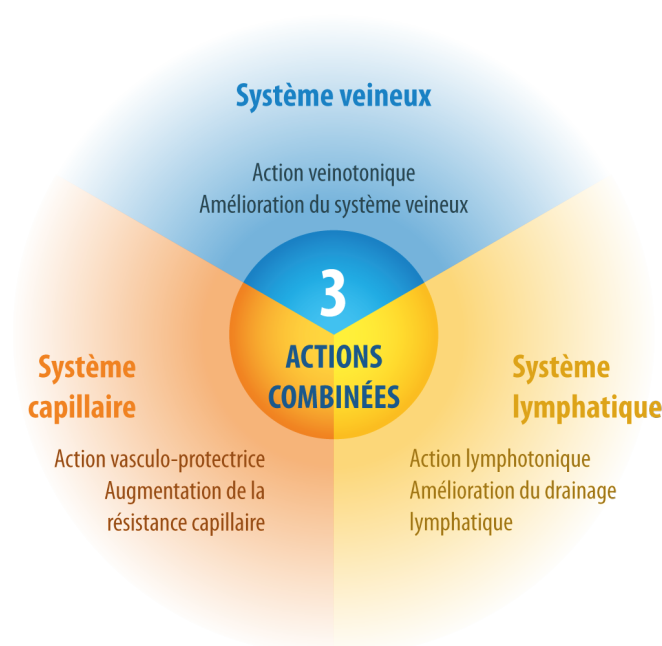 Système veineux
Action veinotonique
Amélioration du système veineux
3
ACTIONS
COMBINÉES
Système
capillaire
Action vasculo-protectrice
Augmentation de la
résistance capillaire
Système
lymphatique
Action lymphotonique
Amélioration du drainage
lymphatique